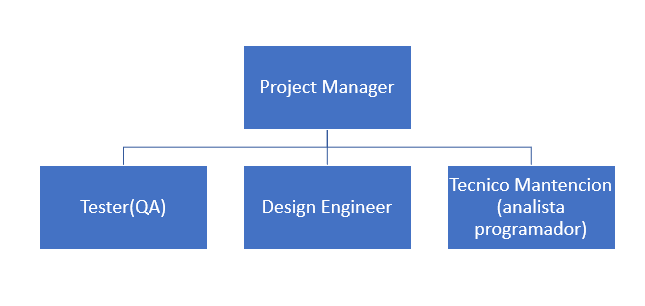 Project Manager
Tester(QA)
Design Engineer
Tecnico Mantencion
(analista
programador)